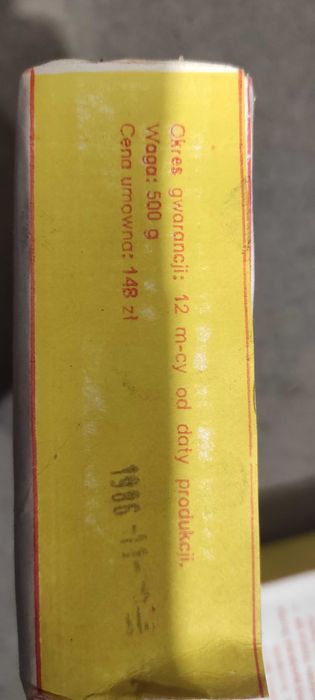 Okres gwarancji: 12 m-cy od daty produkcji.
Waga: 500 g
Cena umowna: 148 zł
1986 -11-